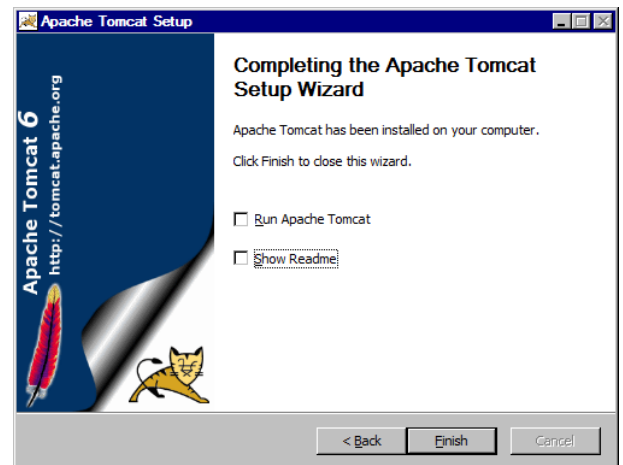 Apache Tomcat Setup
Apache Tomcat 6
http://tomcat.apache.org
Completing the Apache Tomcat
Setup Wizard
Apache Tomcat has been installed on your computer.
Click Finish to close this wizard.
Run Apache Tomcat
Show Readme
< Back
Finish
Cancel